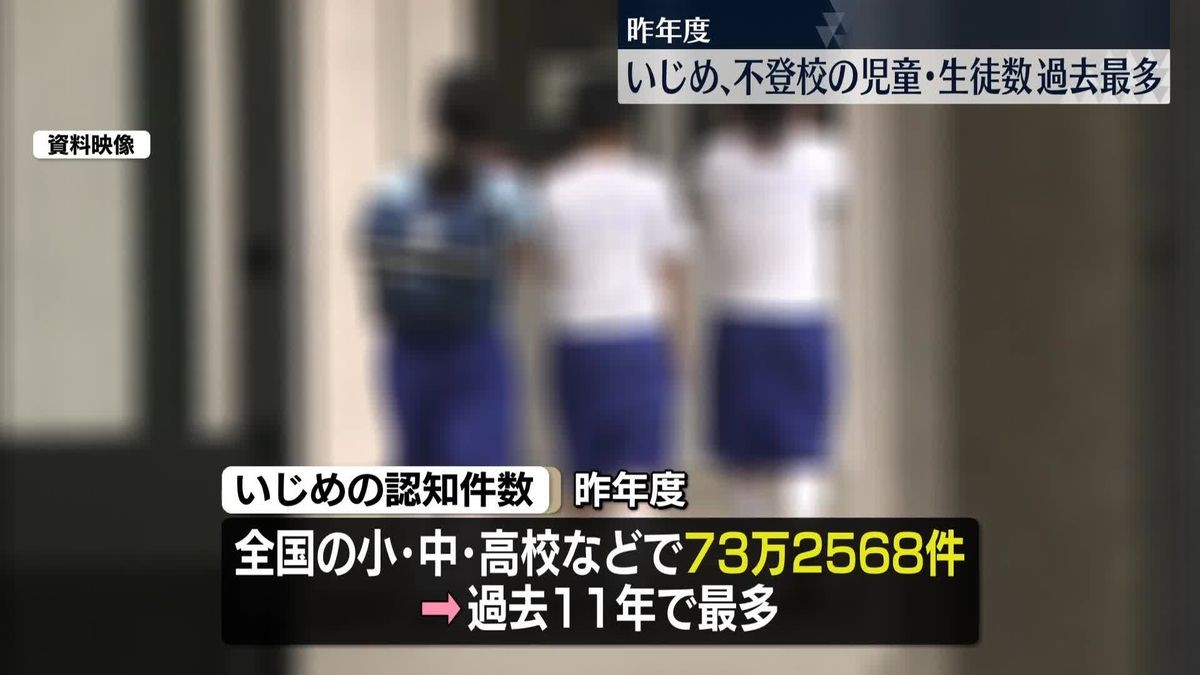 昨年度
いじめ、不登校の児童・生徒数 過去最多
資料映像
いじめの認知件数 昨年度
全国の小・中・高校などで73万2568件
➡過去11年で最多